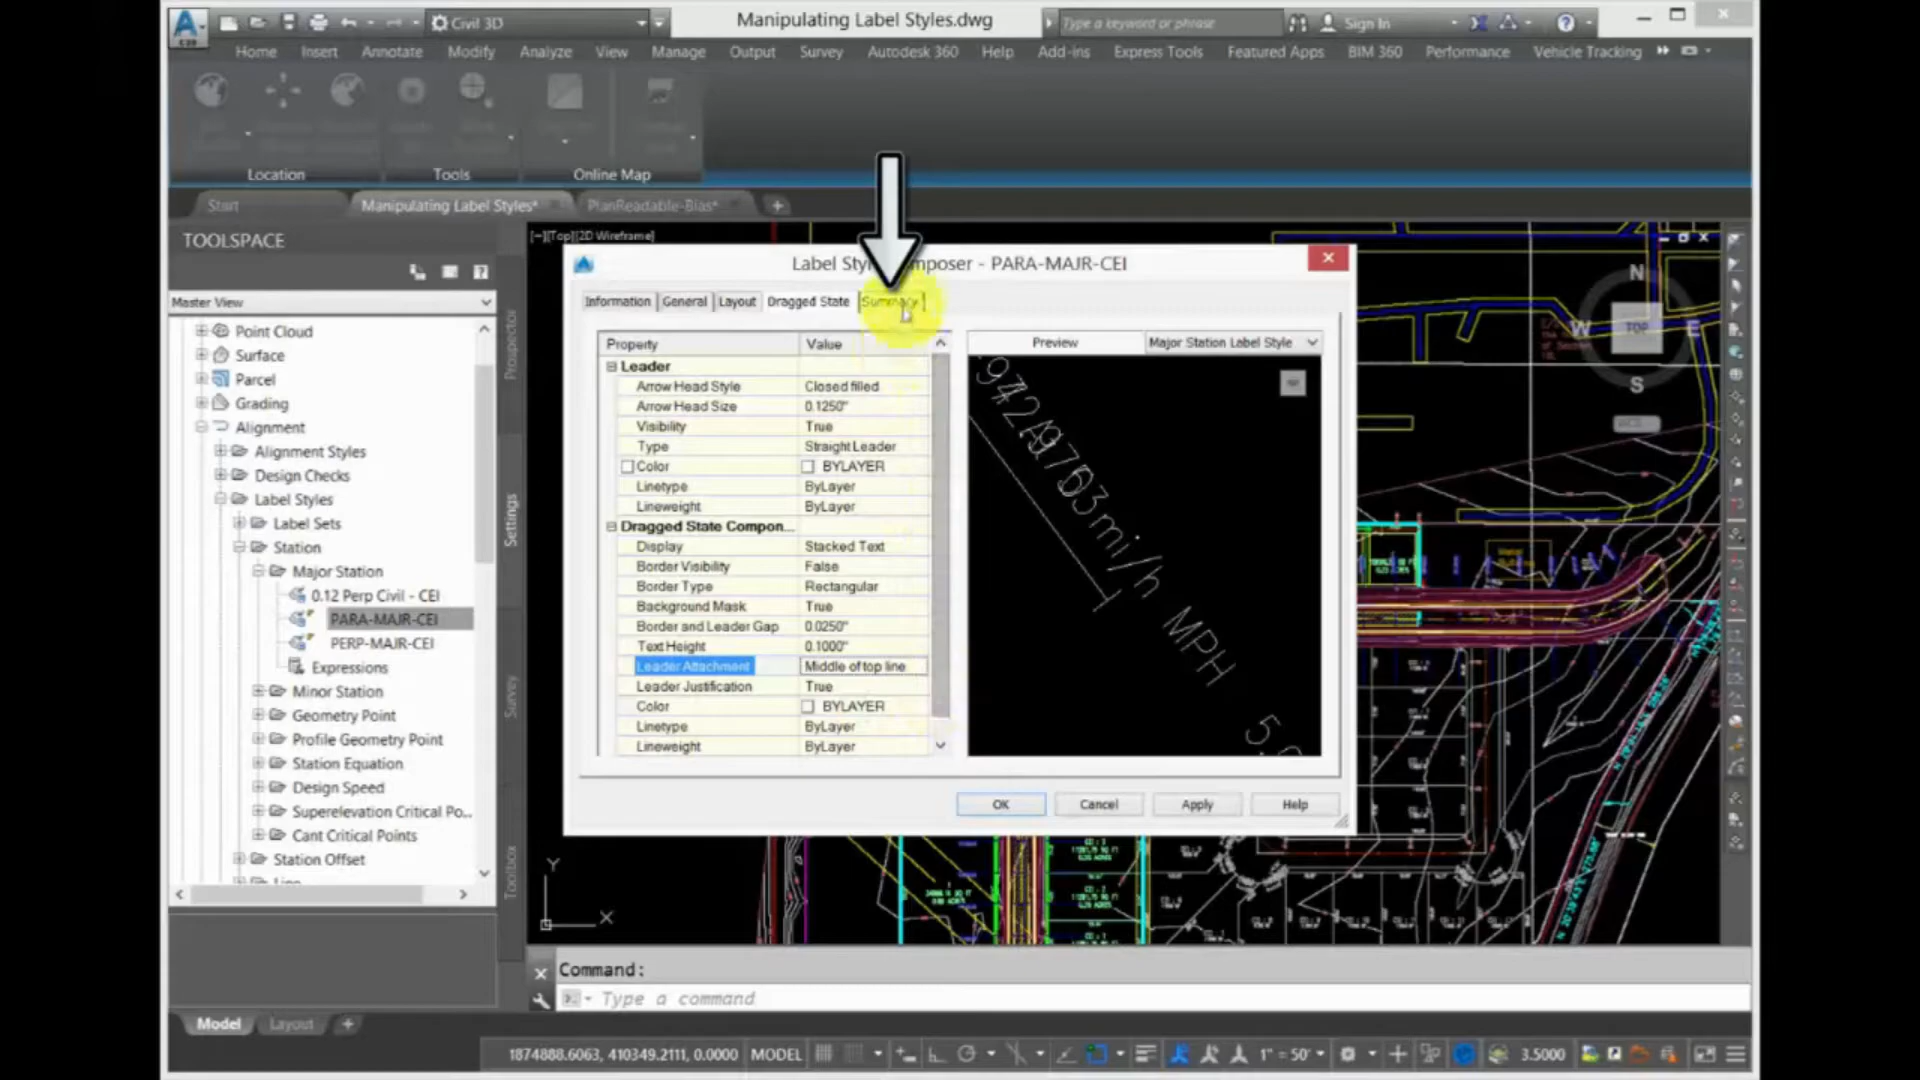 Civil 3D
Manipulating Label Styles.dwg
Type a keyword or phrase
Sign In
Home Insert Annotate Modify Analyze View Manage Output Survey Autodesk 360 Help Add-ins Express Tools Featured Apps BIM 360 Performance Vehicle Tracking
Location Tools Online Map
Start Manipulating Label Styles* PlanReadable-Bias*
TOOLSPACE
[−][Top][2D Wireframe]
Label Sty mposer - PARA-MAJR-CEI
Master View
Information General Layout Dragged State Summary
Point Cloud
Surface
Parcel
Grading
Alignment
Alignment Styles
Design Checks
Label Styles
Label Sets
Station
Major Station
0.12 Perp Civil - CEI
PARA-MAJR-CEI
PERP-MAJR-CEI
Expressions
Minor Station
Geometry Point
Profile Geometry Point
Station Equation
Design Speed
Superelevation Critical Po...
Cant Critical Points
Station Offset
Prospector
Settings
Survey
Toolbox
Property Value
Leader
Arrow Head Style Closed filled
Arrow Head Size 0.1250"
Visibility True
Type Straight Leader
Color BYLAYER
Linetype ByLayer
Lineweight ByLayer
Dragged State Compon...
Display Stacked Text
Border Visibility False
Border Type Rectangular
Background Mask True
Border and Leader Gap 0.0250"
Text Height 0.1000"
Leader Attachment Middle of top line
Leader Justification True
Color BYLAYER
Linetype ByLayer
Lineweight ByLayer
Preview Major Station Label Style
mi/h MPH
OK Cancel Apply Help
N
W TOP E
S
Y
X
Command:
Type a command
Model Layout
1874888.6063, 410349.2111, 0.0000 MODEL 1" = 50' 3.5000